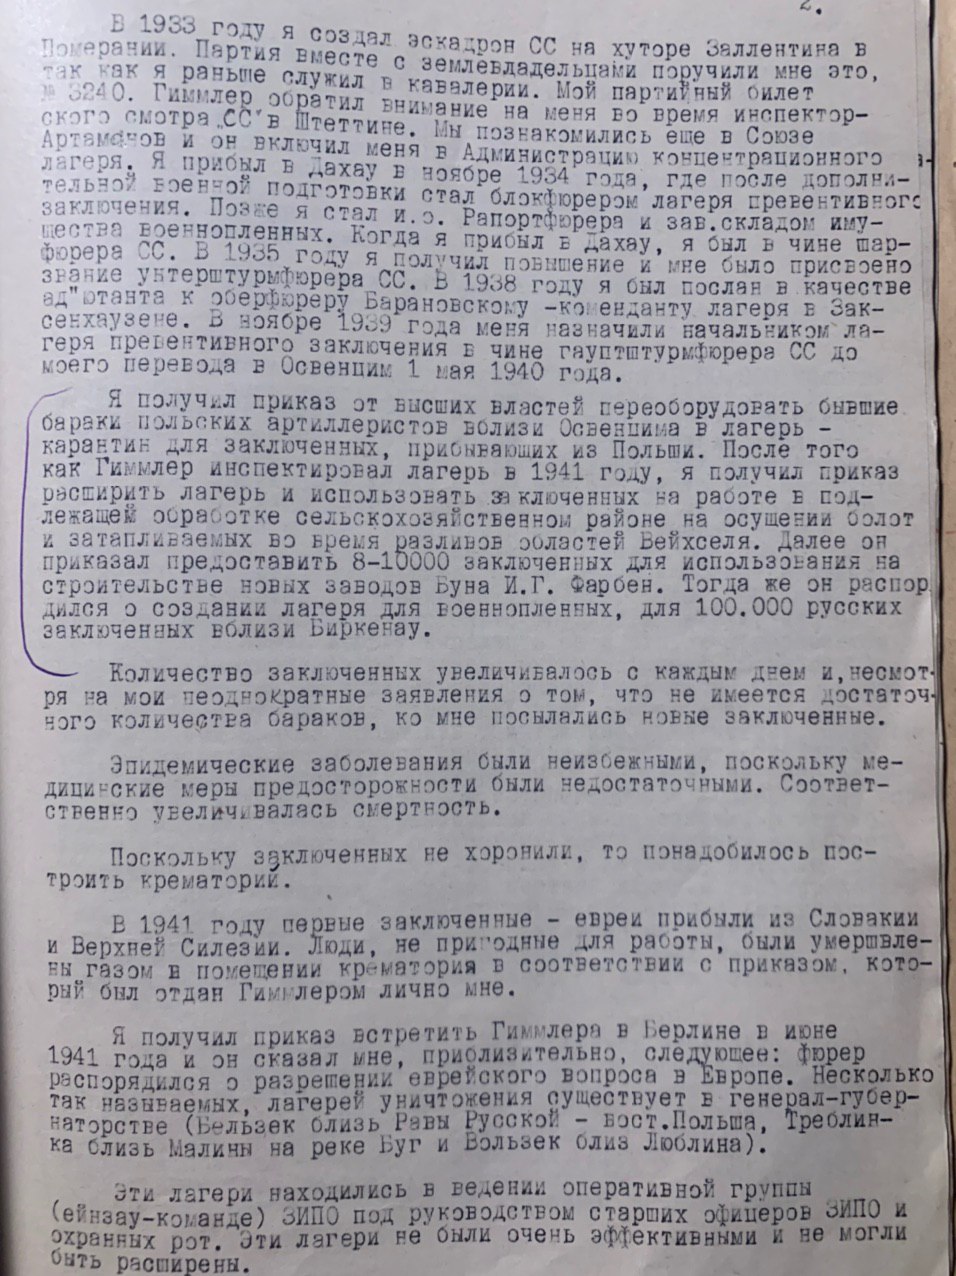 2.
В 1933 году я создал эскадрон СС на хуторе Заллентина в
Померании. Партия вместе с землевдадельцами поручили мне это,
так как я раньше служил в кавалерии. Мой партийный билет
№ 3240. Гиммлер обратил внимание на меня во время инспектор-
ского смотра „СС" в Штеттине. Мы познакомились еще в Союзе
Артаманов и он включил меня в Администрацию концентрационного
лагеря. Я прибыл в Дахау в ноябре 1934 года, где после дополни-
тельной военной подготовки стал блокфюрером лагеря превентивного
заключения. Позже я стал и.о. Рапортфюрера и зав.складом иму-
щества военнопленных. Когда я прибыл в Дахау, я был в чине шар-
фюрера СС. В 1935 году я получил повышение и мне было присвоено
звание унтерштурмфюрера СС. В 1938 году я был послан в качестве
ад"ютанта к оберфюреру Барановскому -коменданту лагеря в Зак-
сенхаузене. В ноябре 1939 года меня назначили начальником ла-
геря превентивного заключения в чине гауптштурмфюрера СС до
моего перевода в Освенцим 1 мая 1940 года.
Я получил приказ от высших властей переоборудовать бывшие
бараки польских артиллеристов вблизи Освенцима в лагерь -
карантин для заключенных, прибывающих из Польши. После того
как Гиммлер инспектировал лагерь в 1941 году, я получил приказ
расширить лагерь и использовать заключенных на работе в под-
лежащей обработке сельскохозяйственном районе на осушении болот
и затапливаемых во время разливов областей Вейхселя. Далее он
приказал предоставить 8-10000 заключенных для использования на
строительстве новых заводов Буна И.Г. Фарбен. Тогда же он распор
дился о создании лагеря для военнопленных, для 100.000 русских
заключенных вблизи Биркенау.
Количество заключенных увеличивалось с каждым днем и,несмот-
ря на мои неоднократные заявления о том, что не имеется достаточ-
ного количества бараков, ко мне посылались новые заключенные.
Эпидемические заболевания были неизбежными, поскольку ме-
дицинские меры предосторожности были недостаточными. Соответ-
ственно увеличивалась смертность.
Поскольку заключенных не хоронили, то понадобилось пос-
троить крематорий.
В 1941 году первые заключенные - евреи прибыли из Словакии
и Верхней Силезии. Люди, не пригодные для работы, были умершвле-
ны газом в помещении крематория в соответствии с приказом, кото-
рый был отдан Гиммлером лично мне.
Я получил приказ встретить Гиммлера в Берлине в июне
1941 года и он сказал мне, приблизительно, следующее: фюрер
распорядился о разрешении еврейского вопроса в Европе. Несколько
так называемых, лагерей уничтожения существует в генерал-губер-
наторстве (Бельзек близь Равы Русской - вост.Польша, Треблин-
ка близь Малины на реке Буг и Вользек близ Люблина).
Эти лагери находились в ведении оперативной группы
(ейнзау-команде) ЗИПО под руководством старших офицеров ЗИПО и
охранных рот. Эти лагери не были очень эффективными и не могли
быть расширены.